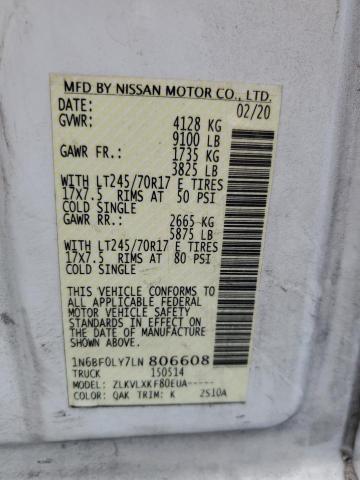 MFD BY NISSAN MOTOR CO., LTD.
DATE: 02/20
GVWR: 4128 KG
9100 LB
GAWR FR.: 1735 KG
3825 LB
WITH LT245/70R17 E TIRES
17x7.5 RIMS AT 50 PSI
COLD SINGLE
GAWR RR.: 2665 KG
5875 LB
WITH LT245/70R17 E TIRES
17x7.5 RIMS AT 80 PSI
COLD SINGLE
THIS VEHICLE CONFORMS TO
ALL APPLICABLE FEDERAL
MOTOR VEHICLE SAFETY
STANDARDS IN EFFECT ON
THE DATE OF MANUFACTURE
SHOWN ABOVE.
1N6BF0LY7LN806608
TRUCK 150514
MODEL: ZLKVLXKF80EUA-----
COLOR: QAK TRIM: K 2S10A